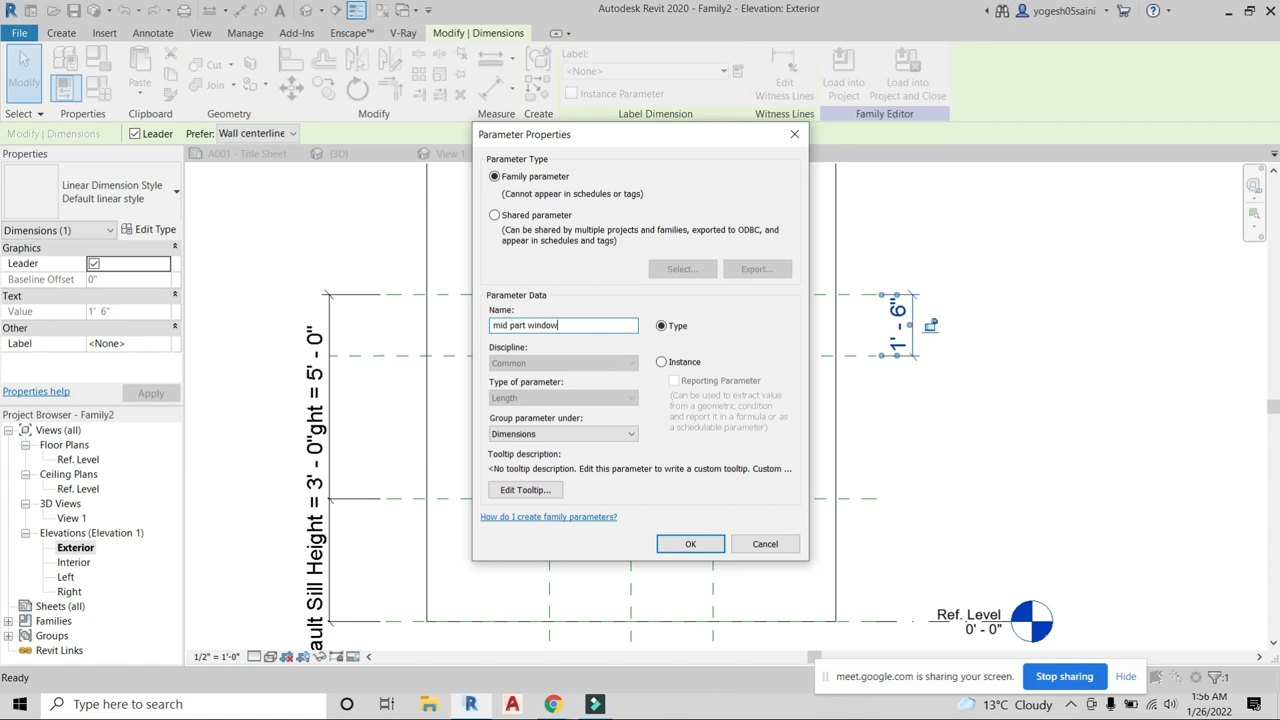 Autodesk Revit 2020 - Family2 - Elevation: Exterior
yogesh05saini
File Create Insert Annotate View Manage Add-Ins Enscape™ V-Ray Modify | Dimensions
Modify
Paste
Cut
Join
Label:
<None>
Instance Parameter
Edit
Witness Lines
Load into
Project
Load into
Project and Close
Select Properties Clipboard Geometry Modify Measure Create Label Dimension Witness Lines Family Editor
Modify | Dimensions Leader Prefer: Wall centerline
Properties
A001 - Title Sheet {3D} View 1
Linear Dimension Style
Default linear style
Dimensions (1) Edit Type
Graphics
Leader
Baseline Offset 0"
Text
Value 1' 6"
Other
Label <None>
Properties help Apply
Project Browser - Family2
Views (all)
Floor Plans
Ref. Level
Ceiling Plans
Ref. Level
3D Views
View 1
Elevations (Elevation 1)
Exterior
Interior
Left
Right
Sheets (all)
Families
Groups
Revit Links
Parameter Properties
Parameter Type
Family parameter
(Cannot appear in schedules or tags)
Shared parameter
(Can be shared by multiple projects and families, exported to ODBC, and
appear in schedules and tags)
Select... Export...
Parameter Data
Name:
mid part window
Type
Discipline:
Common
Instance
Type of parameter:
Length
Reporting Parameter
(Can be used to extract value
from a geometric condition
and report it in a formula or as
a schedulable parameter)
Group parameter under:
Dimensions
Tooltip description:
<No tooltip description. Edit this parameter to write a custom tooltip. Custom ...
Edit Tooltip...
How do I create family parameters?
OK Cancel
ault Sill Height = 3' - 0"ght = 5' - 0"
1' - 6"
Ref. Level
0' - 0"
1/2" = 1'-0"
Ready
meet.google.com is sharing your screen. Stop sharing Hide
:1
Type here to search
13°C Cloudy
1:56 AM
1/26/2022